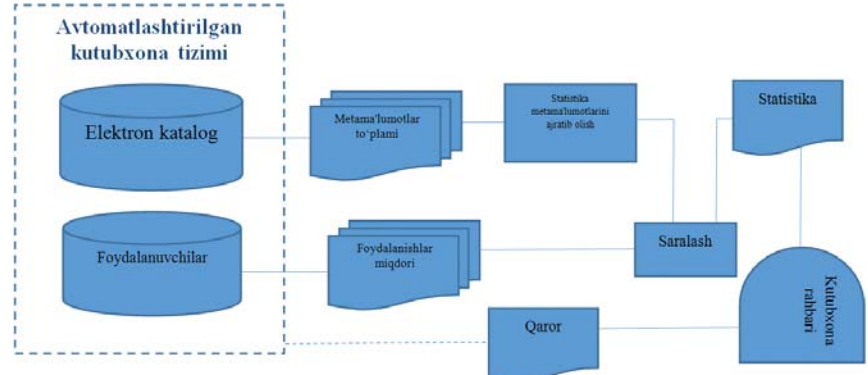 Avtomatlashtirilgan
kutubxona tizimi
Elektron katalog
Metama'lumotlar
to‘plami
Statistika
metama'lumotlarini
ajratib olish
Statistika
Foydalanuvchilar
Foydalanishlar
miqdori
Saralash
Qaror
Kutubxona
rahbari